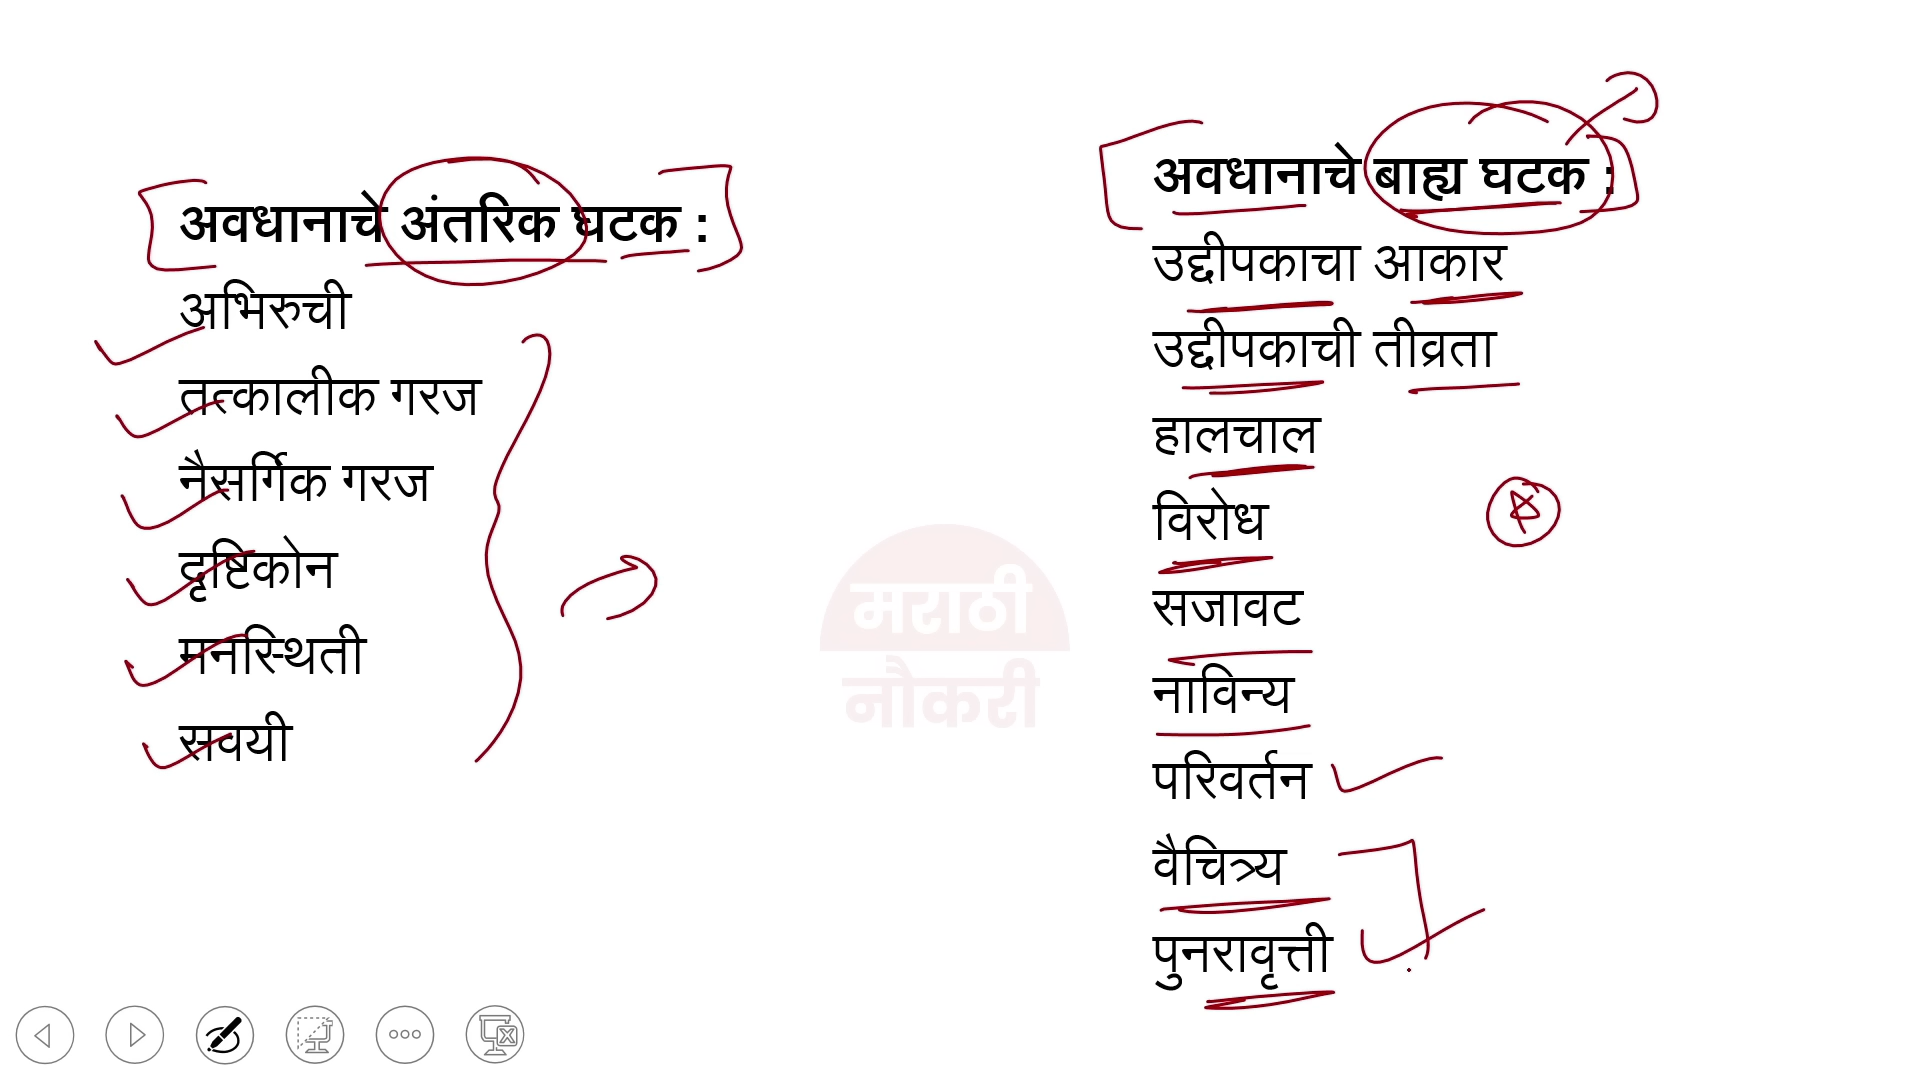 अवधानाचे अंतरिक घटक :
अभिरुची
तत्कालीक गरज
नैसर्गिक गरज
दृष्टिकोन
मनस्थिती
सवयी
अवधानाचे बाह्य घटक :
उद्दीपकाचा आकार
उद्दीपकाची तीव्रता
हालचाल
विरोध
सजावट
नाविन्य
परिवर्तन
वैचित्र्य
पुनरावृत्ती
मराठी
नौकरी